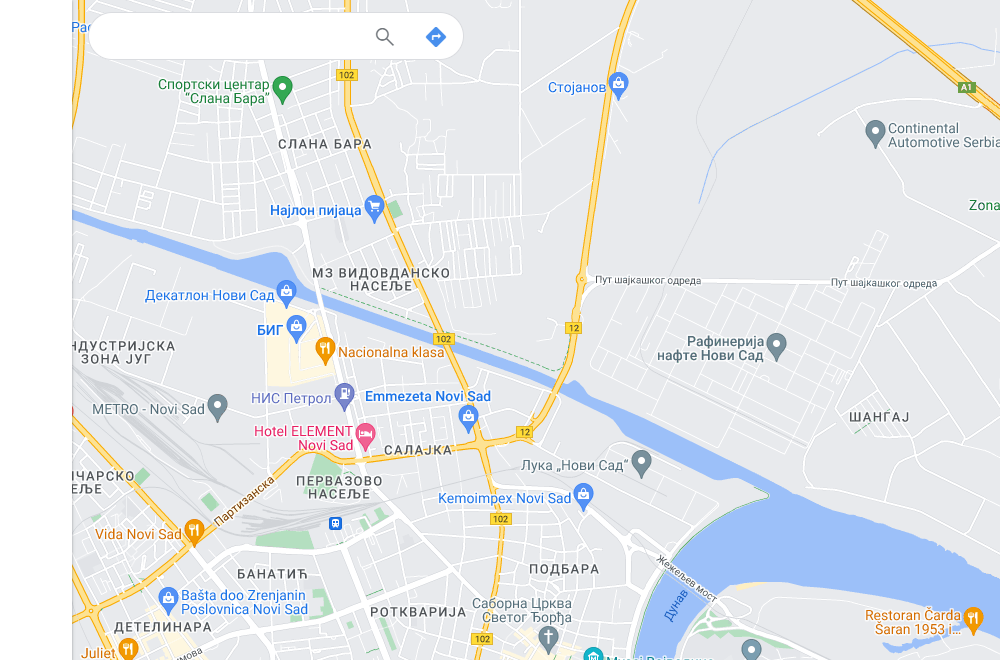 Спортски центар
“Слана Бара”
102
СЛАНА БАРА
Стојанов
A1
Continental
Automotive Serbia
Zona
Најлон пијаца
МЗ ВИДОВДАНСКО
НАСЕЉЕ
Пут шајкашког одреда
Пут шајкашког одреда
Декатлон Нови Сад
БИГ
12
102
Nacionalna klasa
Рафинерија
нафте Нови Сад
НДУСТРИЈСКА
ЗОНА ЈУГ
НИС Петрол
Emmezeta Novi Sad
METRO - Novi Sad
ШАНГАЈ
Hotel ELEMENT
Novi Sad
12
САЛАЈКА
Лука „Нови Сад“
ПЕРВАЗОВО
НАСЕЉЕ
НЧАРСКО
ЕЉЕ
Партизанска
Kemoimpex Novi Sad
102
Vida Novi Sad
Жежељев мост
БАНАТИЋ
ПОДБАРА
Bašta doo Zrenjanin
Poslovnica Novi Sad
Дунав
РОТКВАРИЈА
Саборна Црква
Светог Ђорђа
Restoran Čarda
Šaran 1953 i...
ДЕТЕЛИНАРА
102
Juliet